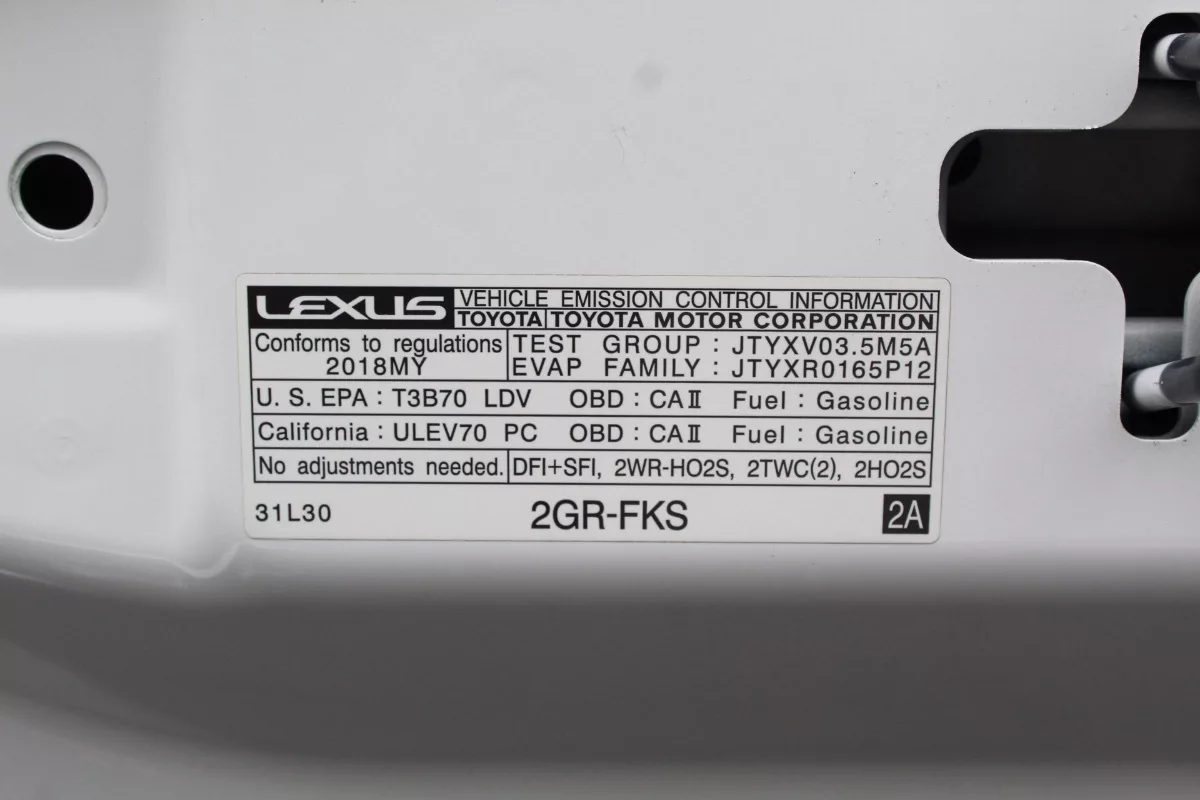 LEXUS VEHICLE EMISSION CONTROL INFORMATION
TOYOTA TOYOTA MOTOR CORPORATION
Conforms to regulations TEST GROUP : JTYXV03.5M5A
2018MY EVAP FAMILY : JTYXR0165P12
U. S. EPA : T3B70 LDV OBD : CAⅡ Fuel : Gasoline
California : ULEV70 PC OBD : CAⅡ Fuel : Gasoline
No adjustments needed. DFI+SFI, 2WR-HO2S, 2TWC(2), 2HO2S
31L30 2GR-FKS 2A